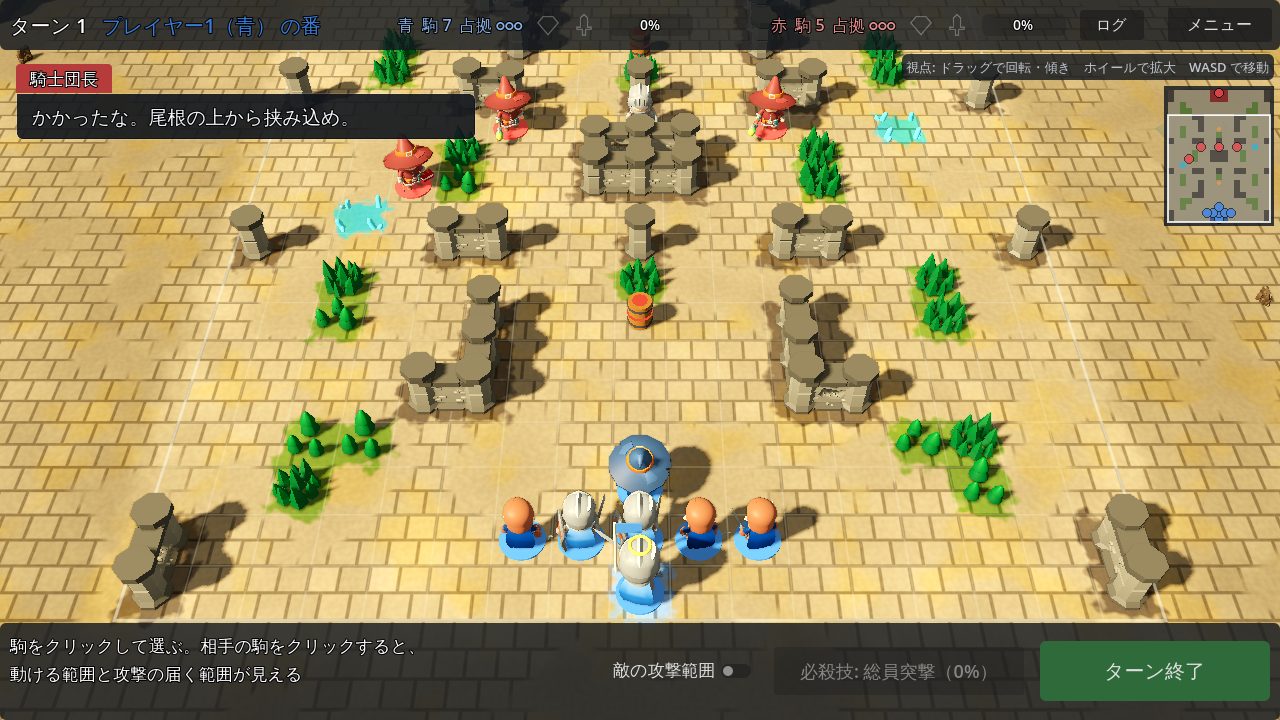 ターン 1 プレイヤー1（青）の番 青 駒 7 占拠 0% 赤 駒 5 占拠 0% ログ メニュー
視点: ドラッグで回転・傾き ホイールで拡大 WASD で移動
騎士団長
かかったな。尾根の上から挟み込め。
駒をクリックして選ぶ。相手の駒をクリックすると、
動ける範囲と攻撃の届く範囲が見える
敵の攻撃範囲 必殺技: 総員突撃（0%） ターン終了